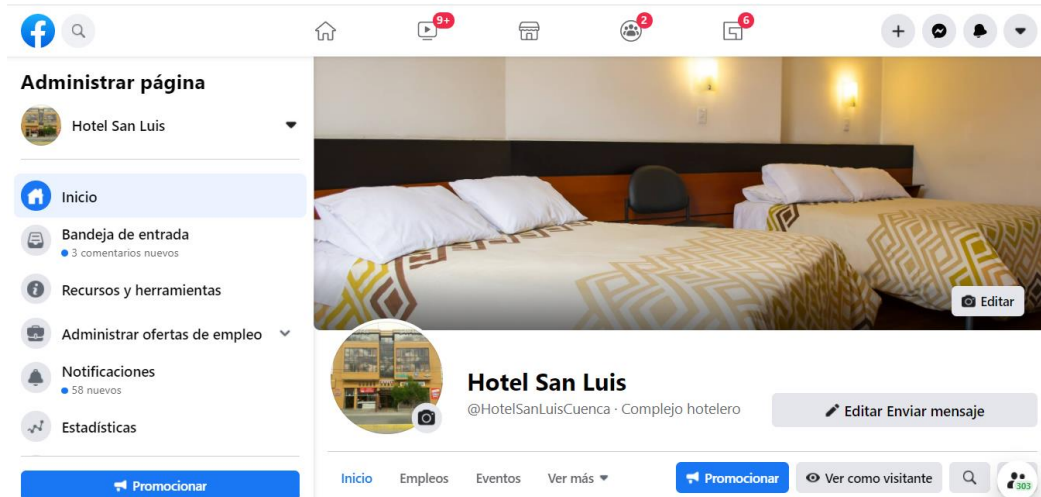 9+
2
6
Administrar página
Hotel San Luis
Inicio
Bandeja de entrada
3 comentarios nuevos
Recursos y herramientas
Administrar ofertas de empleo
Notificaciones
58 nuevos
Estadísticas
Promocionar
Editar
Hotel San Luis
@HotelSanLuisCuenca · Complejo hotelero
Editar Enviar mensaje
Inicio Empleos Eventos Ver más
Promocionar Ver como visitante
303